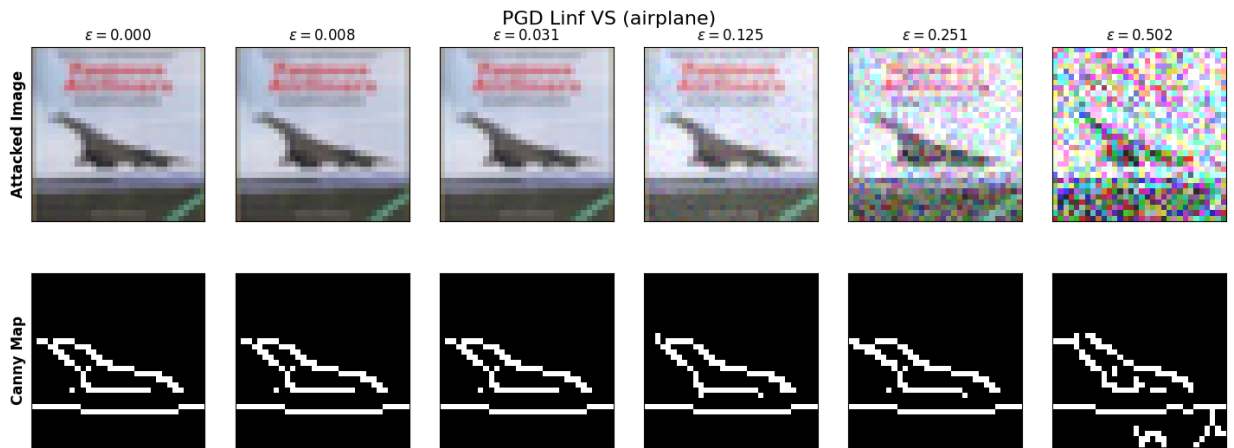 PGD Linf VS (airplane)
ε = 0.000 ε = 0.008 ε = 0.031 ε = 0.125 ε = 0.251 ε = 0.502
Attacked Image
Canny Map